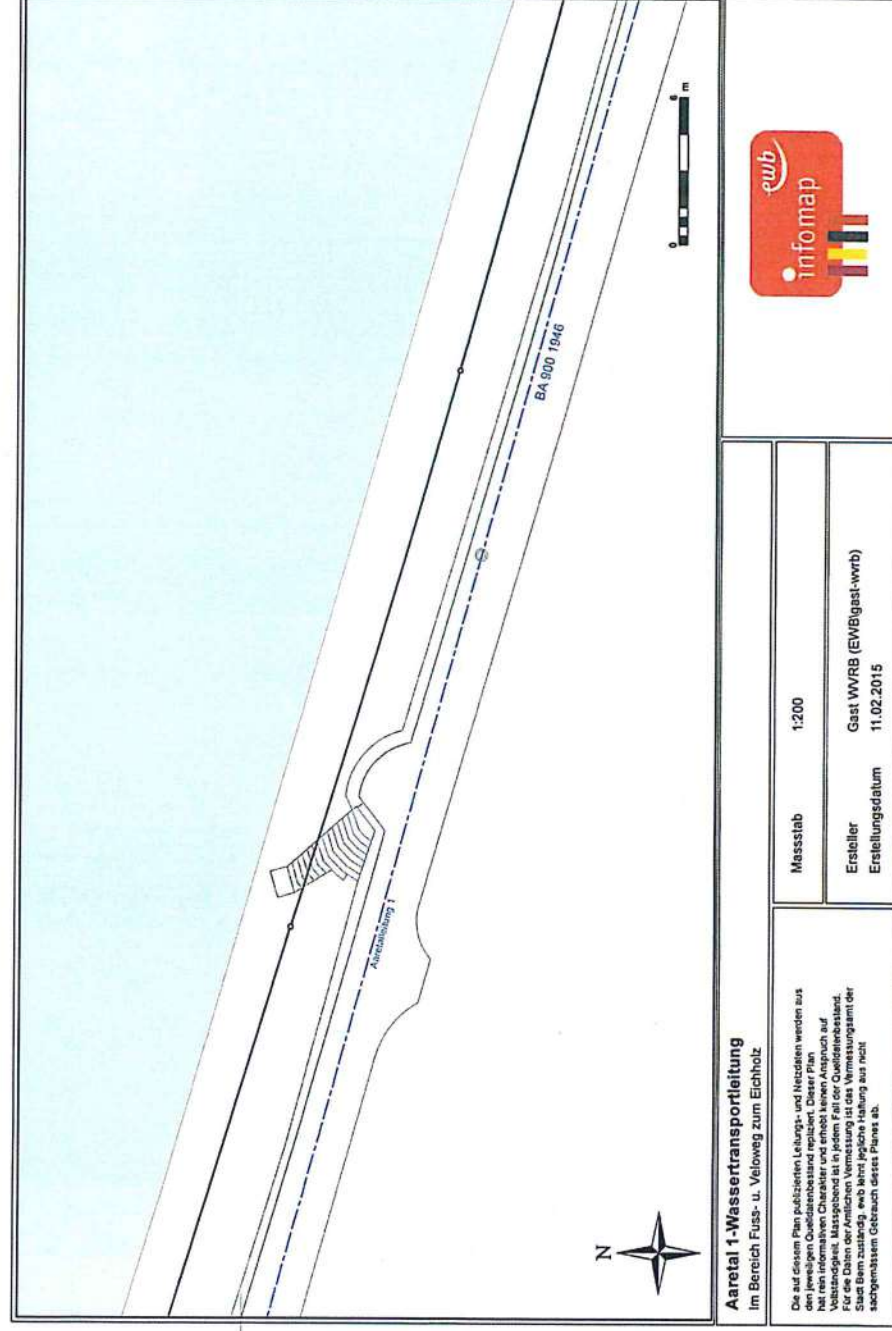 Aaretalleitung 1
BA 900 1946
0
6
m
N
Aaretal 1-Wassertransportleitung
Im Bereich Fuss- u. Veloweg zum Eichholz
Die auf diesem Plan publizierten Leitungs- und Netzdaten werden aus
den jeweiligen Quelldatenbestand repliziert. Dieser Plan
hat rein informativen Charakter und erhebt keinen Anspruch auf
Vollständigkeit. Massgebend ist in jedem Fall der Quelldatenbestand.
Für die Daten der Amtlichen Vermessung ist das Vermessungsamt der
Stadt Bern zuständig. ewb lehnt jegliche Haftung aus nicht
sachgemässem Gebrauch dieses Planes ab.
Massstab 1:200
Ersteller Gast WVRB (EWB\gast-wvrb)
Erstellungsdatum 11.02.2015
ewb
infomap